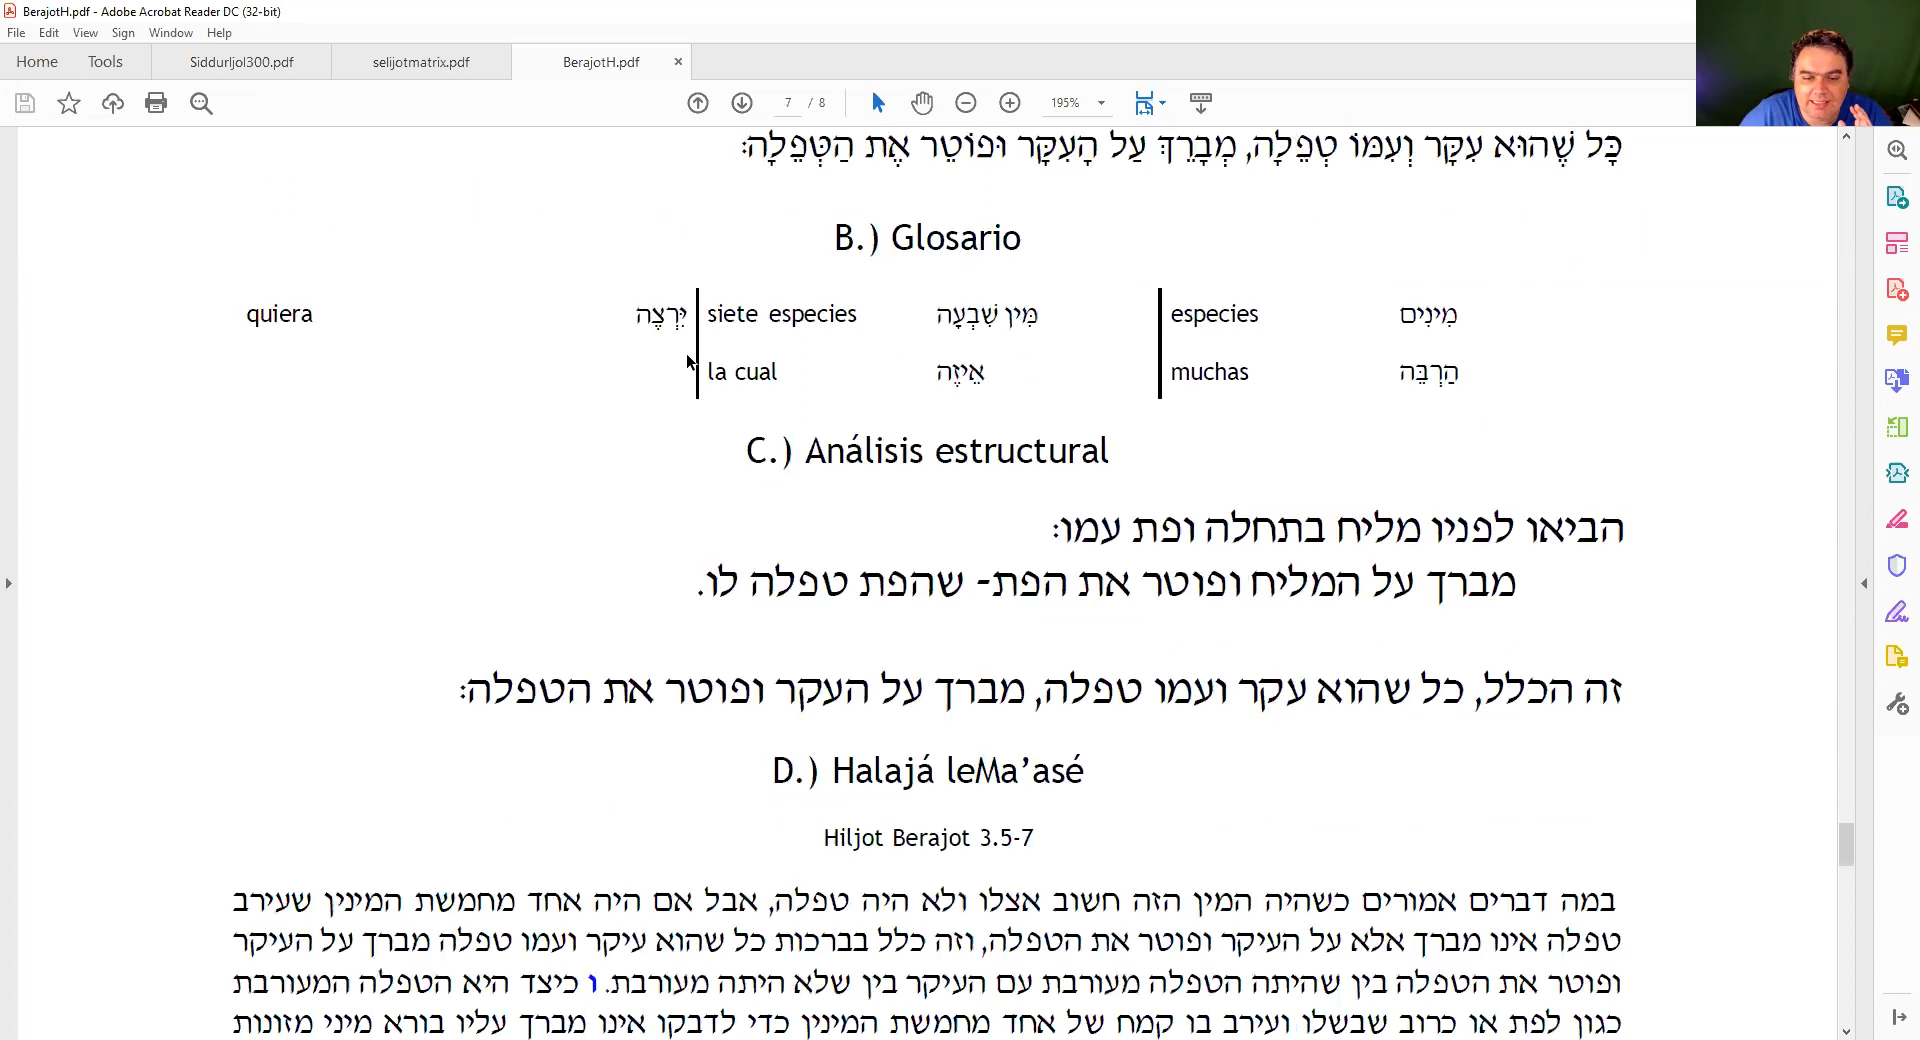 BerajotH.pdf - Adobe Acrobat Reader DC (32-bit)
File Edit View Sign Window Help
Home Tools SiddurIjol300.pdf selijotmatrix.pdf BerajotH.pdf ×
7 / 8 195%
כָּל שֶׁהוּא עִקָּר וְעִמּוֹ טְפֵלָה, מְבָרֵךְ עַל הָעִקָּר וּפוֹטֵר אֶת הַטְּפֵלָה:
B.) Glosario
quiera יִּרְצֶה siete especies מִּין שִׁבְעָה especies מִינִים
la cual אֵיזֶה muchas הַרְבֵּה
C.) Análisis estructural
הביאו לפניו מליח בתחלה ופת עמו:
מברך על המליח ופוטר את הפת- שהפת טפלה לו.
זה הכלל, כל שהוא עקר ועמו טפלה, מברך על העקר ופוטר את הטפלה:
D.) Halajá leMa’asé
Hiljot Berajot 3.5-7
במה דברים אמורים כשהיה המין הזה חשוב אצלו ולא היה טפלה, אבל אם היה אחד מחמשת המינין שעירב
טפלה אינו מברך אלא על העיקר ופוטר את הטפלה, וזה כלל בברכות כל שהוא עיקר ועמו טפלה מברך על העיקר
ופוטר את הטפלה בין שהיתה הטפלה מעורבת עם העיקר בין שלא היתה מעורבת. ו כיצד היא הטפלה המעורבת
כגון לפת או כרוב שבשלו ועירב בו קמח של אחד מחמשת המינין כדי לדבקו אינו מברך עליו בורא מיני מזונות